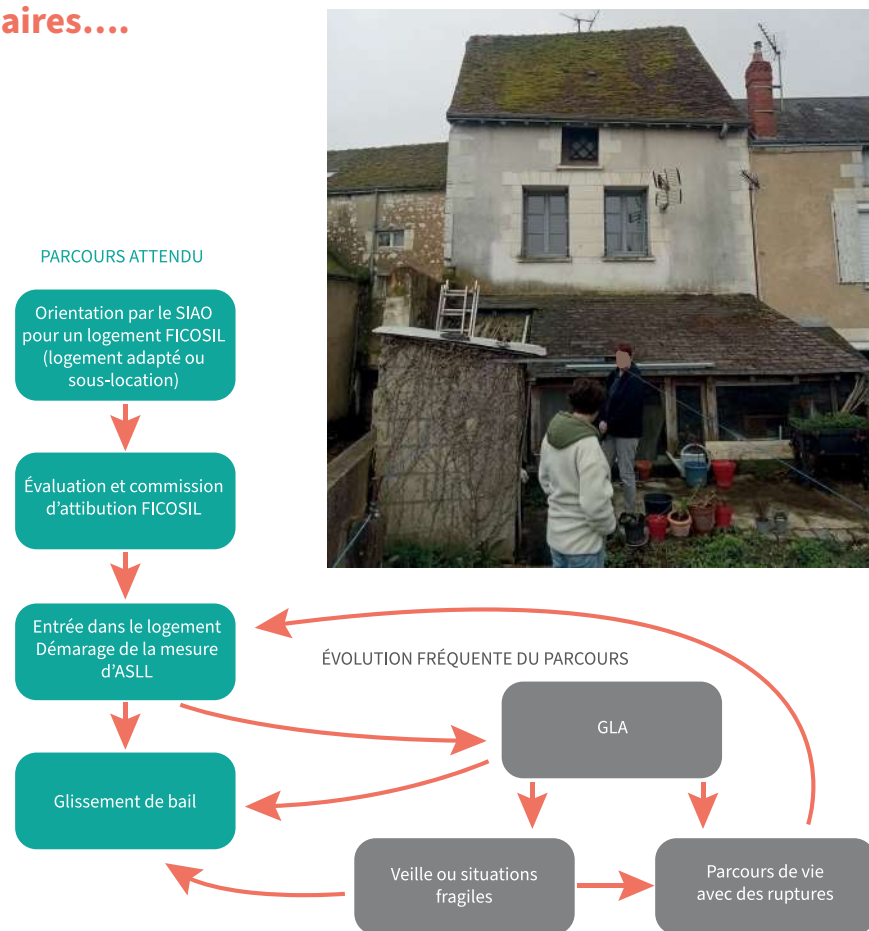 aires....
PARCOURS ATTENDU
Orientation par le SIAO
pour un logement FICOSIL
(logement adapté ou
sous-location)
Évaluation et commission
d'attibution FICOSIL
Entrée dans le logement
Démarage de la mesure
d'ASLL
ÉVOLUTION FRÉQUENTE DU PARCOURS
GLA
Glissement de bail
Veille ou situations
fragiles
Parcours de vie
avec des ruptures